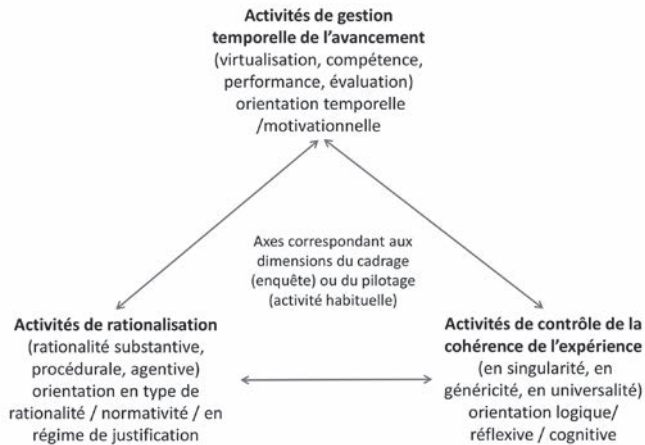 Activités de gestion
temporelle de l'avancement
(virtualisation, compétence,
performance, évaluation)
orientation temporelle
/motivationnelle
Axes correspondant aux
dimensions du cadrage
(enquête) ou du pilotage
(activité habituelle)
Activités de rationalisation
(rationalité substantive,
procédurale, agentive)
orientation en type de
rationalité / normativité / en
régime de justification
Activités de contrôle de la
cohérence de l'expérience
(en singularité, en
généricité, en universalité)
orientation logique/
réflexive / cognitive